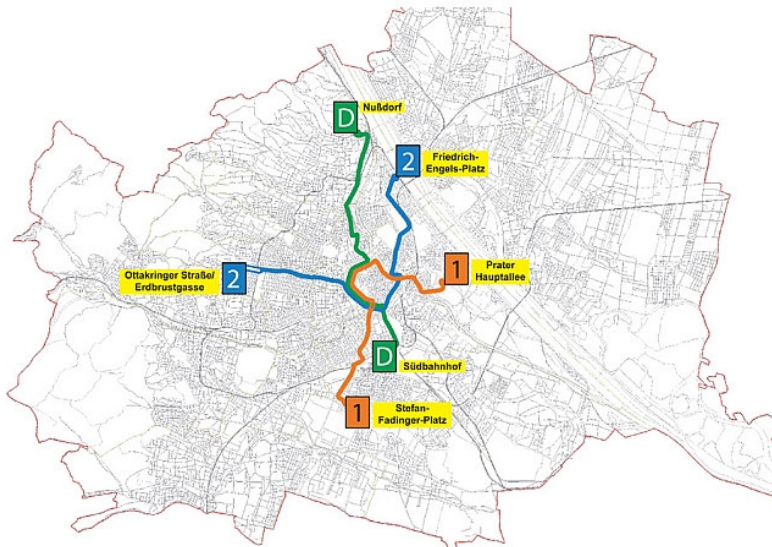 D
Nußdorf
2
Friedrich-
Engels-Platz
Ottakringer Straße/
Erdbrustgasse
2
1
Prater
Hauptallee
D
Südbahnhof
1
Stefan-
Fadinger-Platz